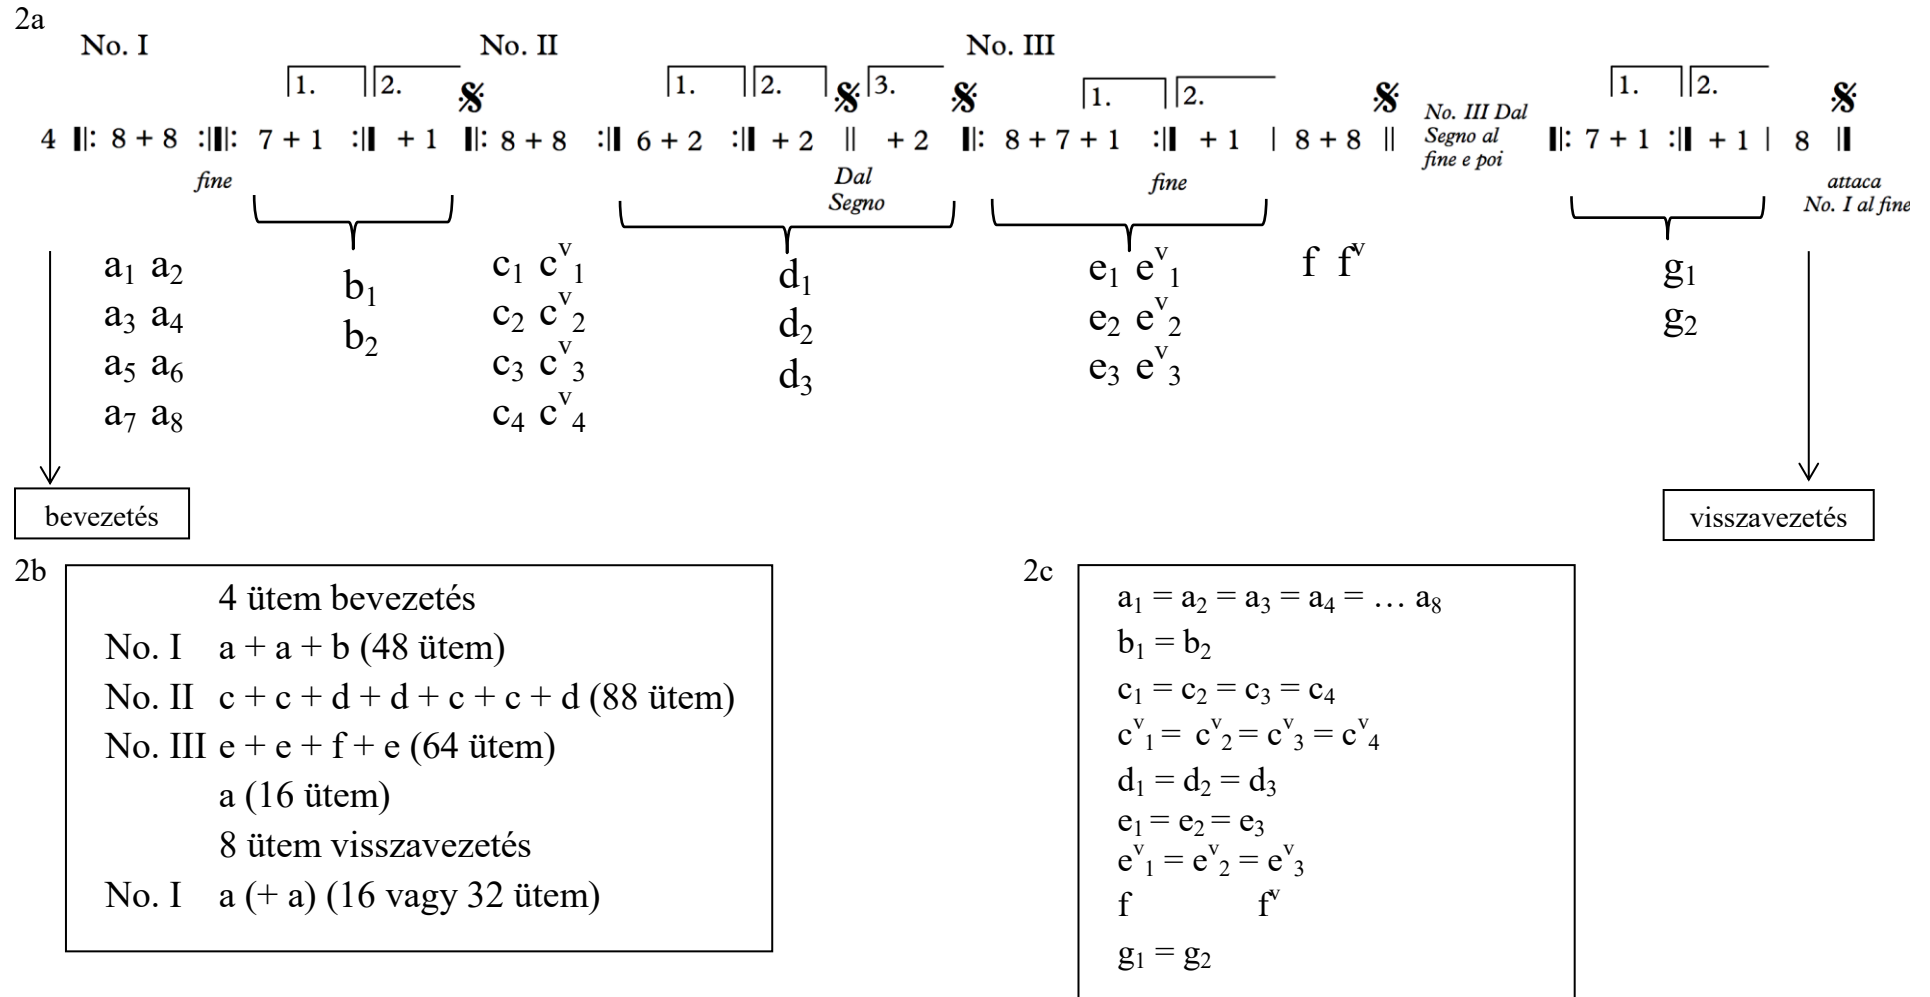 2a
No. I No. II No. III
1. 2. 1. 2. 3. 1. 2. 1. 2.
4 𝄆 8 + 8 :||: 7 + 1 :|| + 1 ||: 8 + 8 :|| 6 + 2 :|| + 2 || + 2 ||: 8 + 7 + 1 :|| + 1 | 8 + 8 || No. III Dal Segno al fine e poi ||: 7 + 1 :|| + 1 | 8 ||
fine Dal Segno fine attaca No. I al fine
a₁ a₂ b₁ c₁ cᵛ₁ d₁ e₁ eᵛ₁ f fᵛ g₁
a₃ a₄ b₂ c₂ cᵛ₂ d₂ e₂ eᵛ₂ g₂
a₅ a₆ c₃ cᵛ₃ d₃ e₃ eᵛ₃
a₇ a₈ c₄ cᵛ₄
bevezetés visszavezetés
2b
4 ütem bevezetés
No. I a + a + b (48 ütem)
No. II c + c + d + d + c + c + d (88 ütem)
No. III e + e + f + e (64 ütem)
a (16 ütem)
8 ütem visszavezetés
No. I a (+ a) (16 vagy 32 ütem)
2c
a₁ = a₂ = a₃ = a₄ = … a₈
b₁ = b₂
c₁ = c₂ = c₃ = c₄
cᵛ₁ = cᵛ₂ = cᵛ₃ = cᵛ₄
d₁ = d₂ = d₃
e₁ = e₂ = e₃
eᵛ₁ = eᵛ₂ = eᵛ₃
f fᵛ
g₁ = g₂